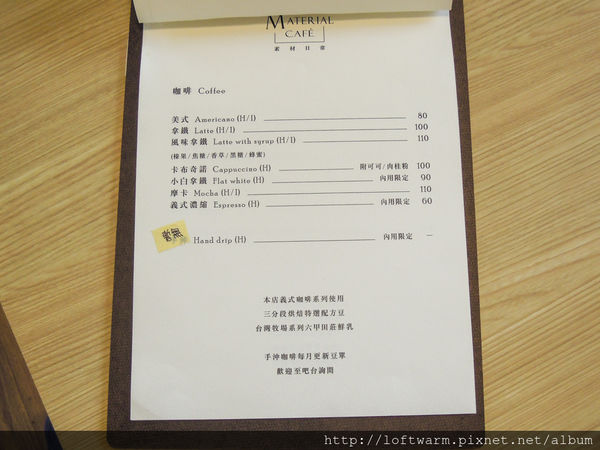 MATERIAL
CAFÉ
素材日常
咖啡 Coffee
美式 Americano (H/I) 80
拿鐵 Latte (H/I) 100
風味拿鐵 Latte with syrup (H/I) 110
(榛果/焦糖/香草/黑糖/蜂蜜)
卡布奇諾 Cappuccino (H) 附可可/肉桂粉 100
小白拿鐵 Flat white (H) 內用限定 90
摩卡 Mocha (H/I) 110
義式濃縮 Espresso (H) 內用限定 60
Hand drip (H) 內用限定 —
本店義式咖啡系列使用
三分段烘焙特選配方豆
台灣牧場系列六甲田莊鮮乳
手沖咖啡每月更新豆單
歡迎至吧台詢問
http://loftwarm.pixnet.net/album